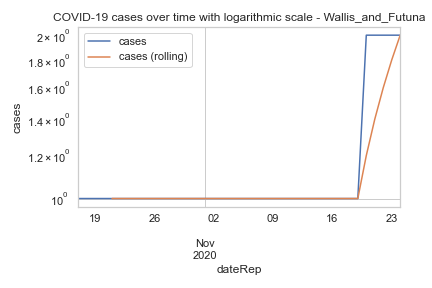 COVID-19 cases over time with logarithmic scale - Wallis_and_Futuna
cases
cases (rolling)
2 × 10⁰
1.8 × 10⁰
1.6 × 10⁰
1.4 × 10⁰
1.2 × 10⁰
10⁰
cases
19
26
02
09
16
23
Nov
2020
dateRep